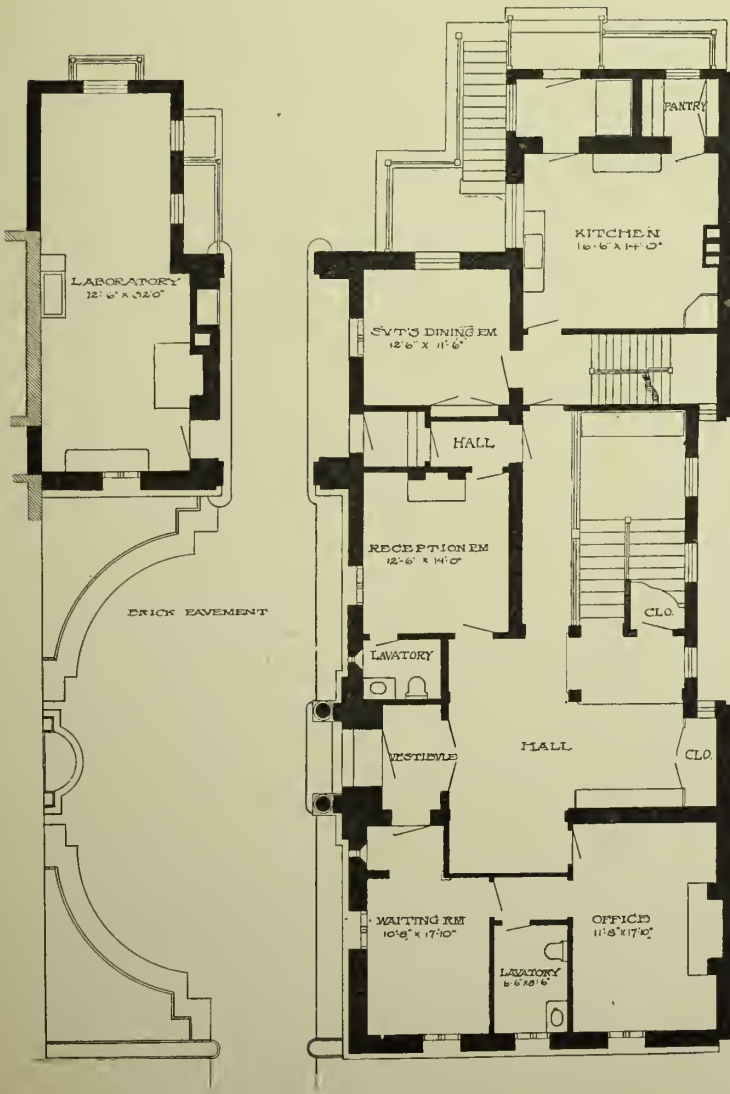 PANTRY
KITCHEN
16'-6" X 14'-0"
LABORATORY
12'-6" X 32'0"
SVT'S DINING RM
12'6" X 11'-6"
HALL
RECEPTION RM
12'-6" X 14'-0"
BRICK PAVEMENT
CLO.
LAVATORY
VESTIBVLE
HALL
CLO.
WAITING RM
10'-8" X 17'-10"
OFFICE
11'-8" X 17'-10"
LAVATORY
6'-6" X 8'-6"